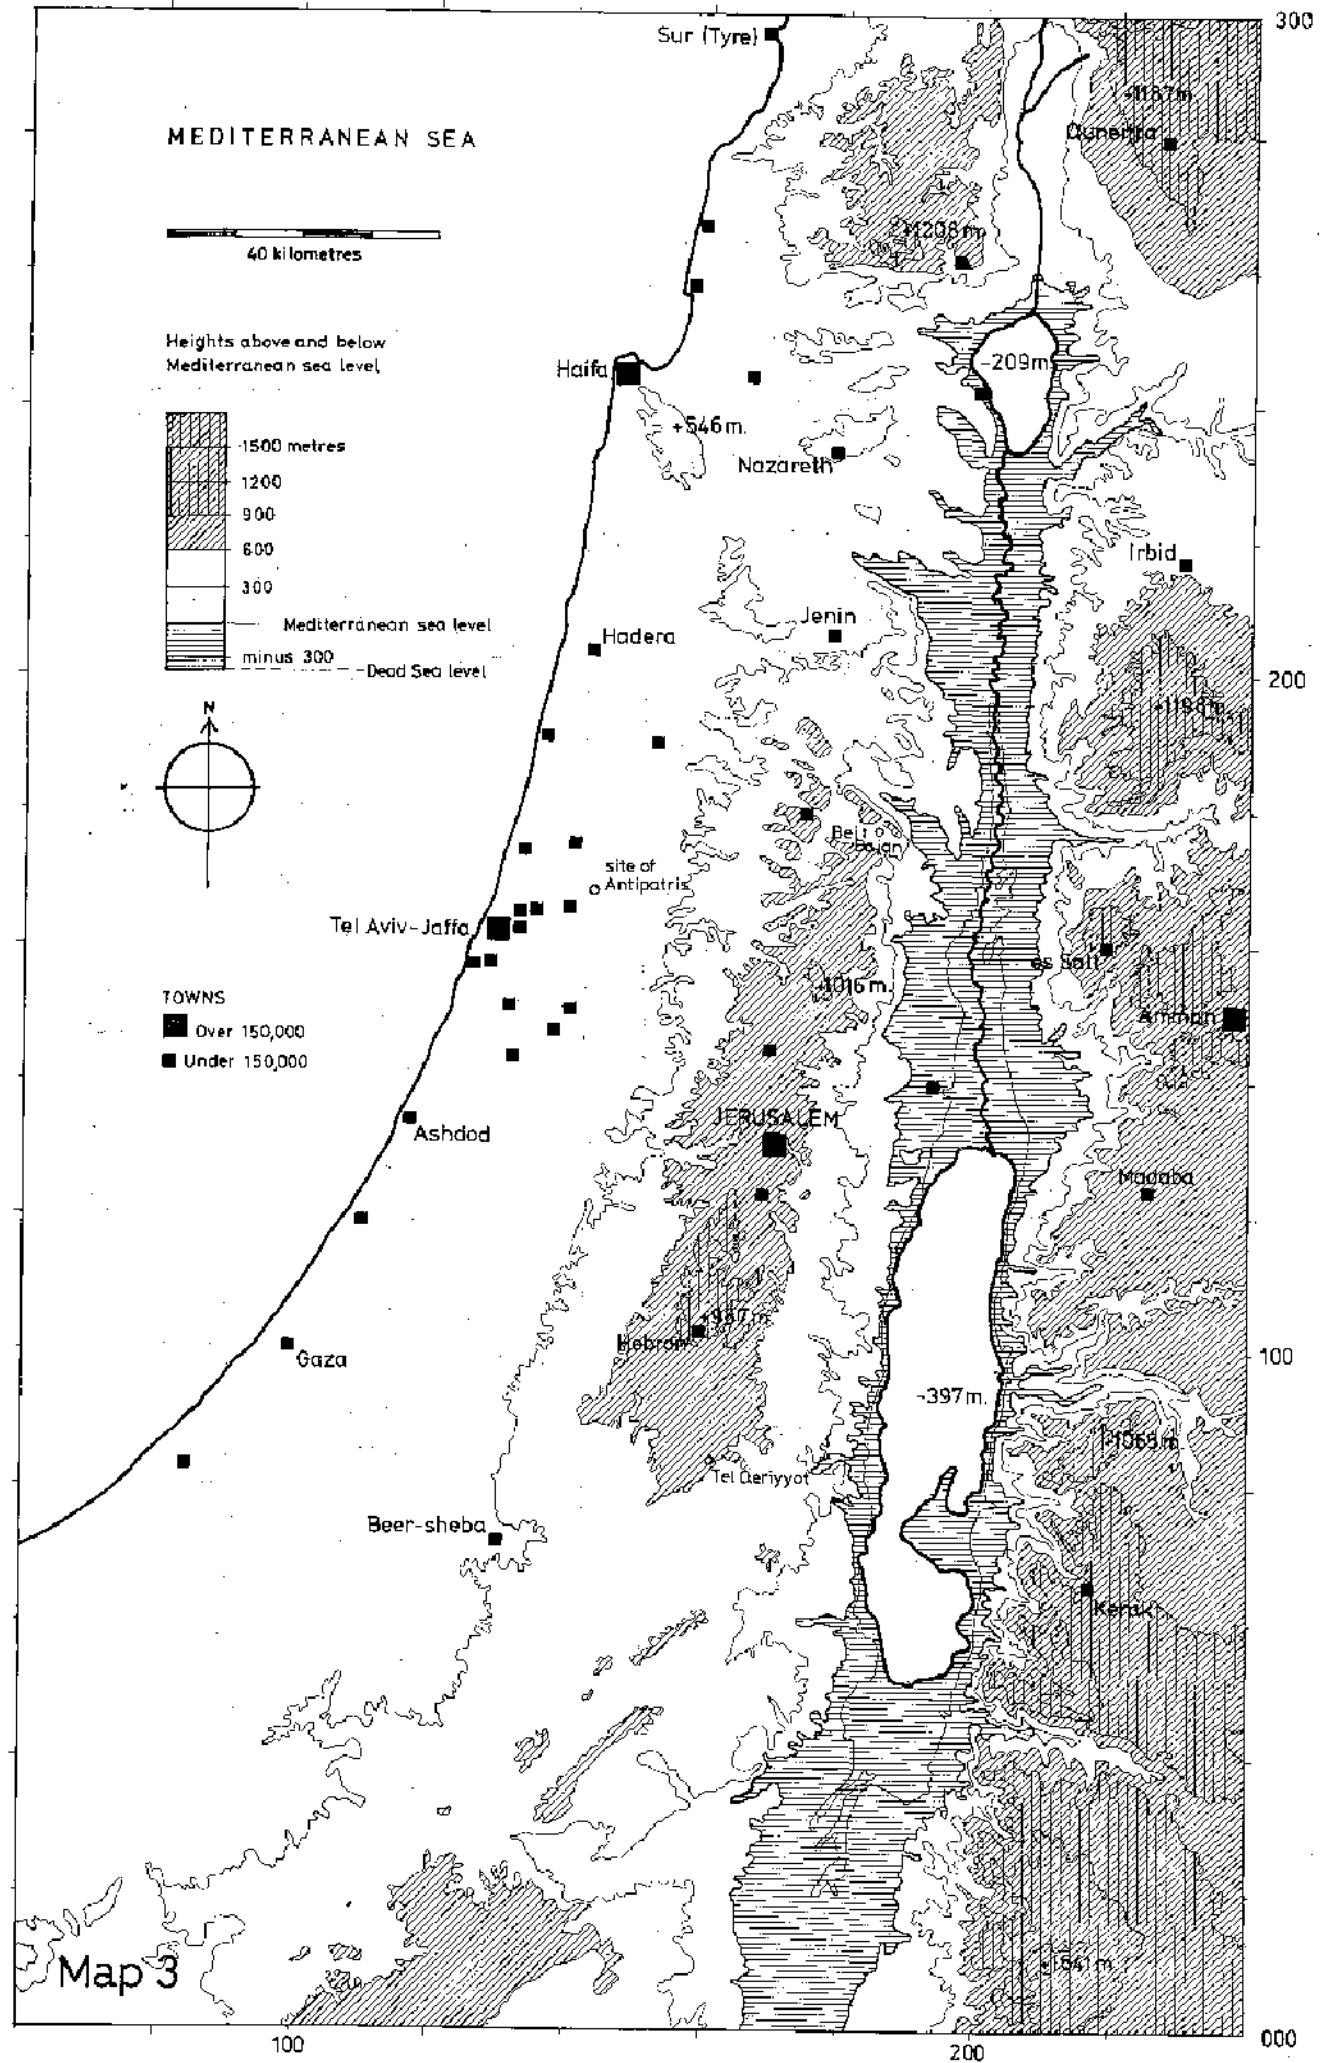 300
Sur (Tyre)
+1187m.
MEDITERRANEAN SEA
Quneitra
+1208m.
40 kilometres
Heights above and below
Mediterranean sea level
Haifa
-209m.
+546m.
Nazareth
1500 metres
1200
900
600
300
Mediterranean sea level
minus 300
Dead Sea level
Irbid
Jenin
Hadera
200
N
+1198m.
Beit
Dajan
site of
Antipatris
Tel Aviv-Jaffa
es Salt
+1016m.
TOWNS
Over 150,000
Under 150,000
Amman
JERUSALEM
Ashdod
Madaba
+987m.
Hebron
Gaza
100
-397m.
+1065m.
Tel Qeriyyot
Beer-sheba
Kerak
+1641m.
Map 3
100
200
000